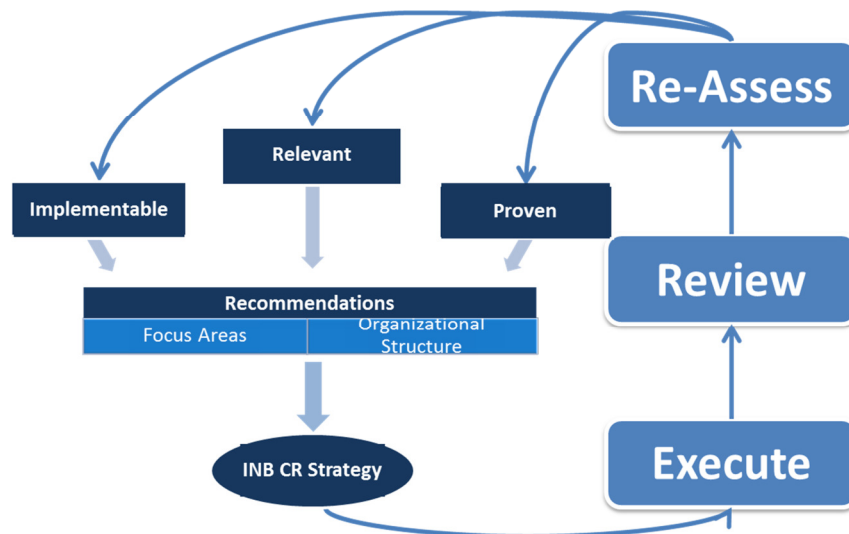 Re-Assess
Relevant
Implementable
Proven
Review
Recommendations
Focus Areas
Organizational
Structure
INB CR Strategy
Execute